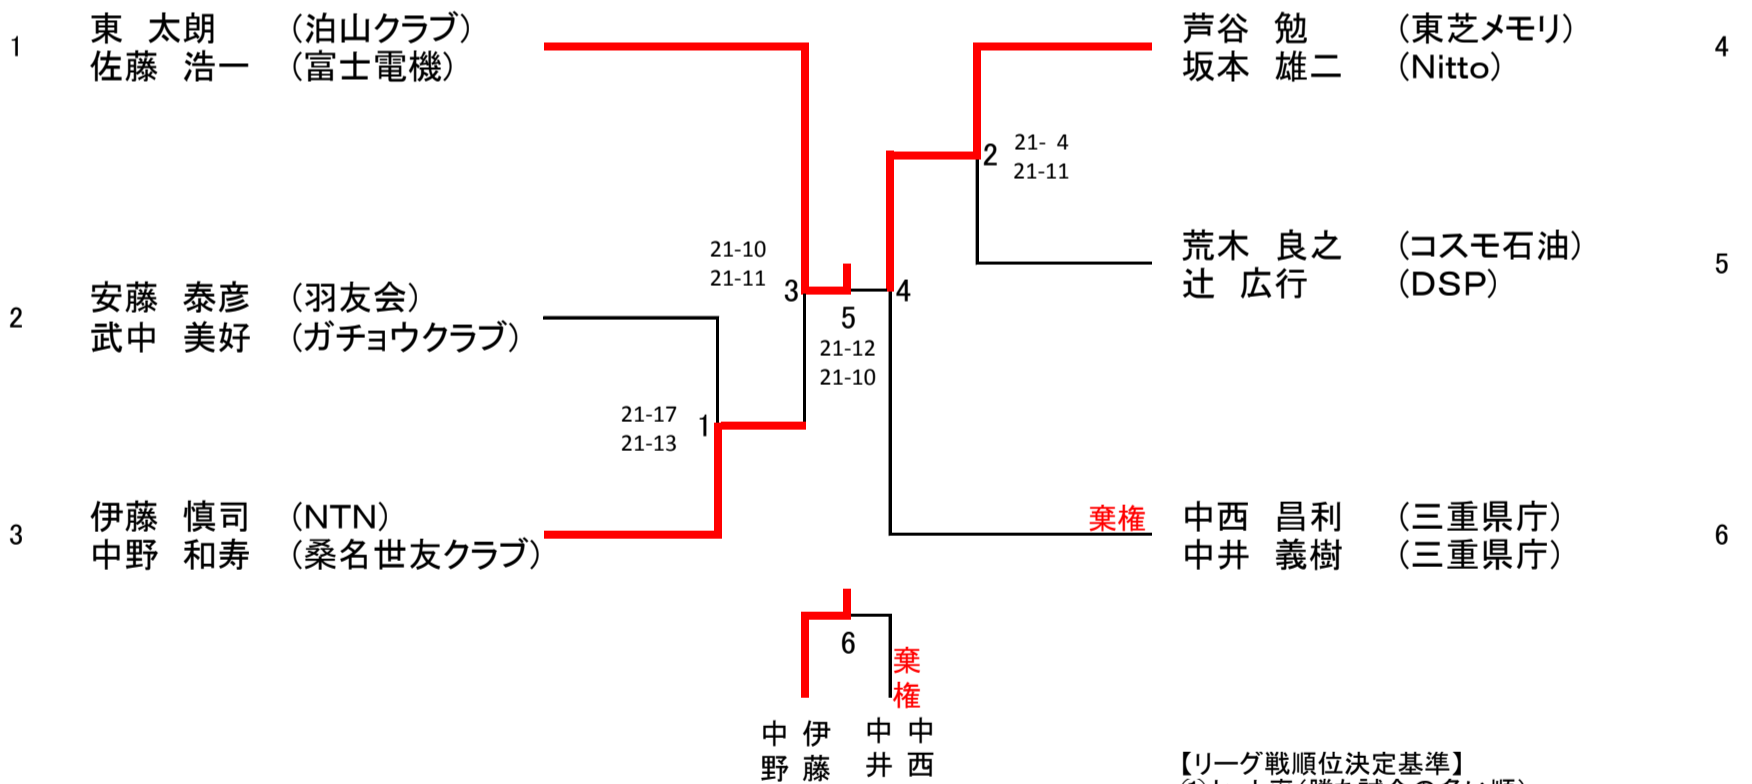 1
東 太朗 (泊山クラブ)
佐藤 浩一 (富士電機)
2
安藤 泰彦 (羽友会)
武中 美好 (ガチョウクラブ)
3
伊藤 慎司 (NTN)
中野 和寿 (桑名世友クラブ)
21-17
21-13
1
21-10
21-11
3
5
21-12
21-10
4
2
21- 4
21-11
芦谷 勉 (東芝メモリ)
坂本 雄二 (Nitto)
4
荒木 良之 (コスモ石油)
辻 広行 (DSP)
5
棄権
中西 昌利 (三重県庁)
中井 義樹 (三重県庁)
6
6
棄権
伊藤
中野
中西
中井
【リーグ戦順位決定基準】